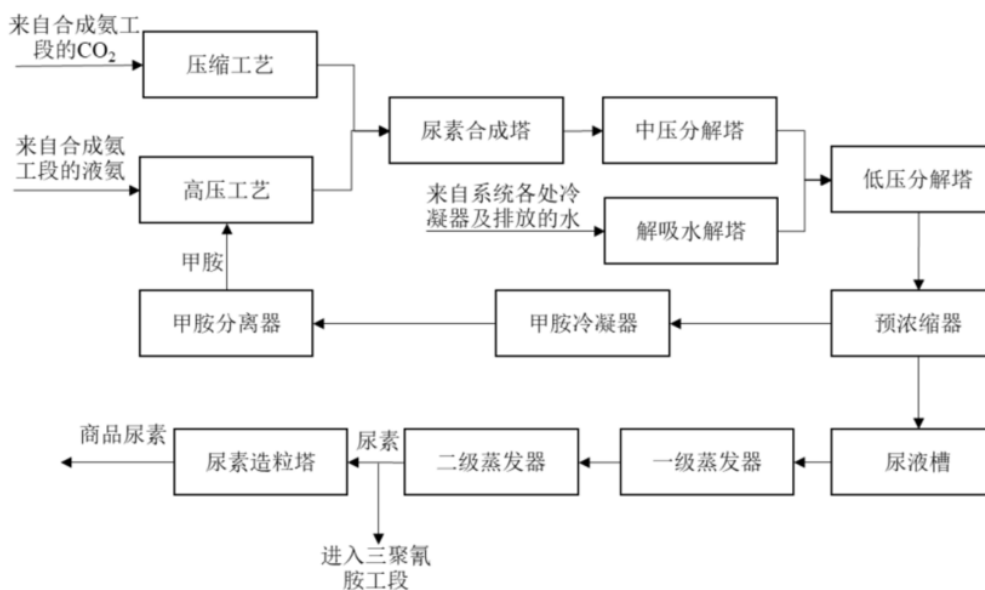 来自合成氨工
段的CO₂
压缩工艺
尿素合成塔
中压分解塔
来自合成氨
工段的液氨
高压工艺
来自系统各处冷
凝器及排放的水
解吸水解塔
低压分解塔
甲胺
甲胺分离器
甲胺冷凝器
预浓缩器
商品尿素
尿素造粒塔
尿素
二级蒸发器
一级蒸发器
尿液槽
进入三聚氰
胺工段